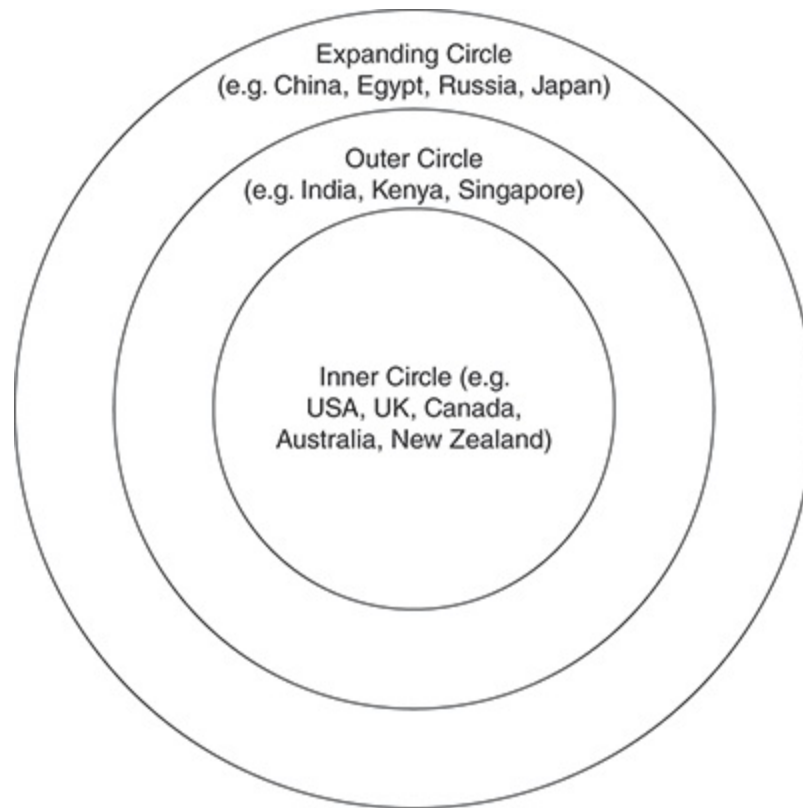 Expanding Circle
(e.g. China, Egypt, Russia, Japan)
Outer Circle
(e.g. India, Kenya, Singapore)
Inner Circle (e.g.
USA, UK, Canada,
Australia, New Zealand)